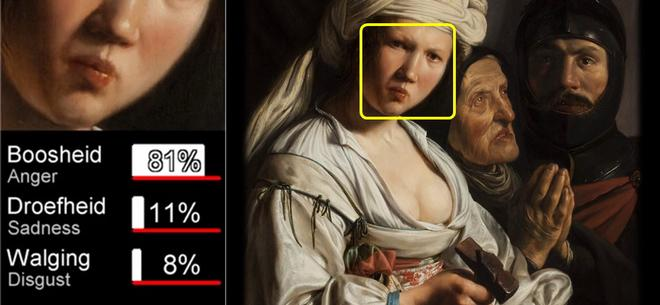 Boosheid 81%
Anger
Droefheid 11%
Sadness
Walging 8%
Disgust